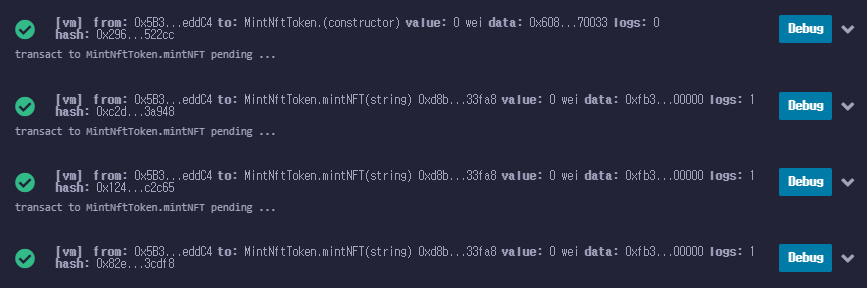 [vm] from: 0x5B3...eddC4 to: MintNftToken.(constructor) value: 0 wei data: 0x608...70033 logs: 0
hash: 0x296...522cc
Debug
transact to MintNftToken.mintNFT pending ...
[vm] from: 0x5B3...eddC4 to: MintNftToken.mintNFT(string) 0xd8b...33fa8 value: 0 wei data: 0xfb3...00000 logs: 1
hash: 0xc2d...3a948
Debug
transact to MintNftToken.mintNFT pending ...
[vm] from: 0x5B3...eddC4 to: MintNftToken.mintNFT(string) 0xd8b...33fa8 value: 0 wei data: 0xfb3...00000 logs: 1
hash: 0x124...c2c65
Debug
transact to MintNftToken.mintNFT pending ...
[vm] from: 0x5B3...eddC4 to: MintNftToken.mintNFT(string) 0xd8b...33fa8 value: 0 wei data: 0xfb3...00000 logs: 1
hash: 0x82e...3cdf8
Debug